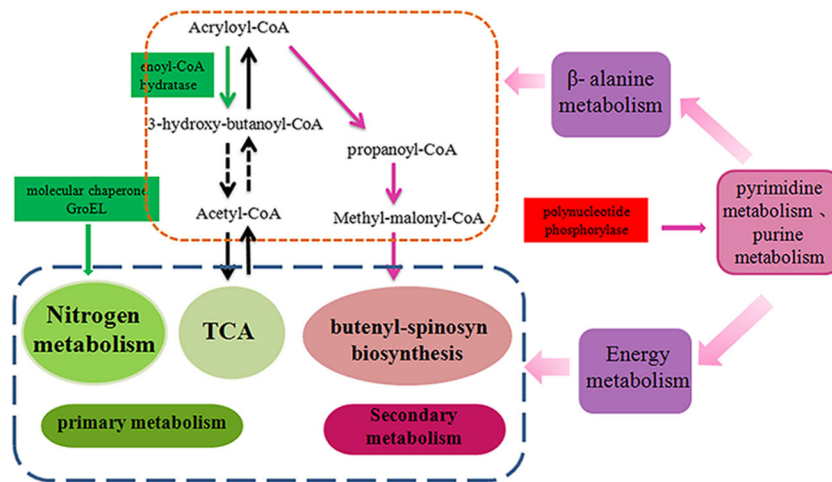 Acryloyl-CoA
enoyl-CoA
hydratase
3-hydroxy-butanoyl-CoA
propanoyl-CoA
Acetyl-CoA
Methyl-malonyl-CoA
molecular chaperone
GroEL
β- alanine
metabolism
polynucleotide
phosphorylase
pyrimidine
metabolism 、
purine
metabolism
Nitrogen
metabolism
TCA
butenyl-spinosyn
biosynthesis
Energy
metabolism
primary metabolism
Secondary
metabolism